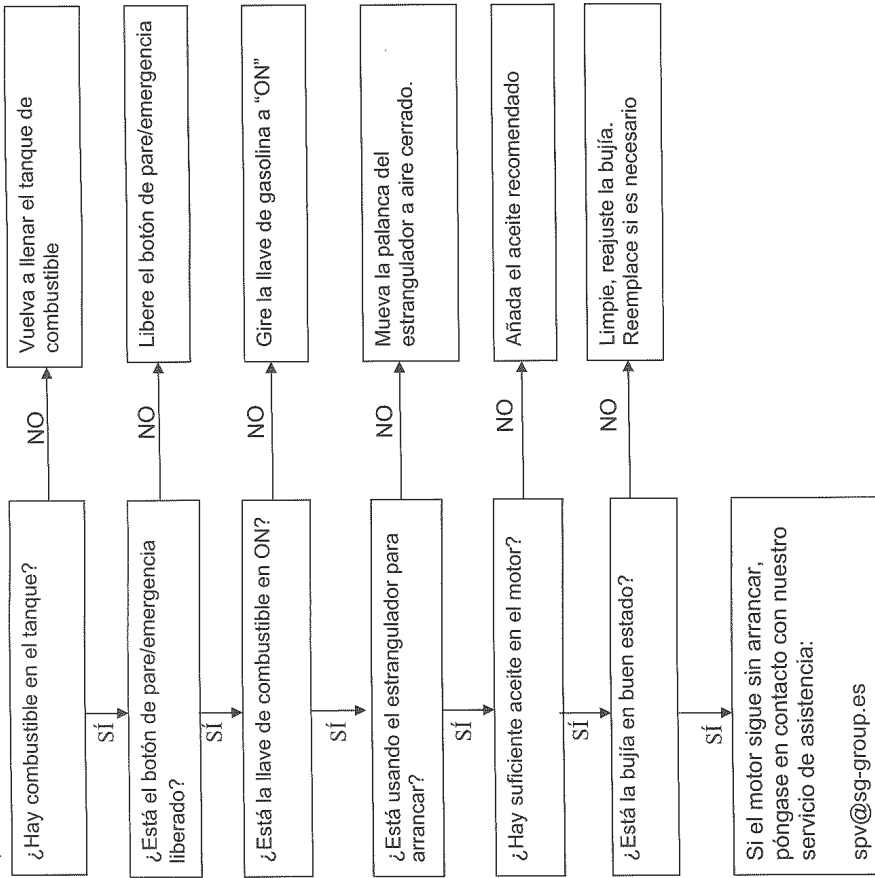 ¿Hay combustible en el tanque?
NO
Vuelva a llenar el tanque de
combustible
SÍ
¿Está el botón de pare/emergencia
liberado?
NO
Libere el botón de pare/emergencia
SÍ
¿Está la llave de combustible en ON?
NO
Gire la llave de gasolina a “ON”
SÍ
¿Está usando el estrangulador para
arrancar?
NO
Mueva la palanca del
estrangulador a aire cerrado.
SÍ
¿Hay suficiente aceite en el motor?
NO
Añada el aceite recomendado
SÍ
¿Está la bujía en buen estado?
NO
Limpie, reajuste la bujía.
Reemplace si es necesario
SÍ
Si el motor sigue sin arrancar,
póngase en contacto con nuestro
servicio de asistencia:
spv@sg-group.es